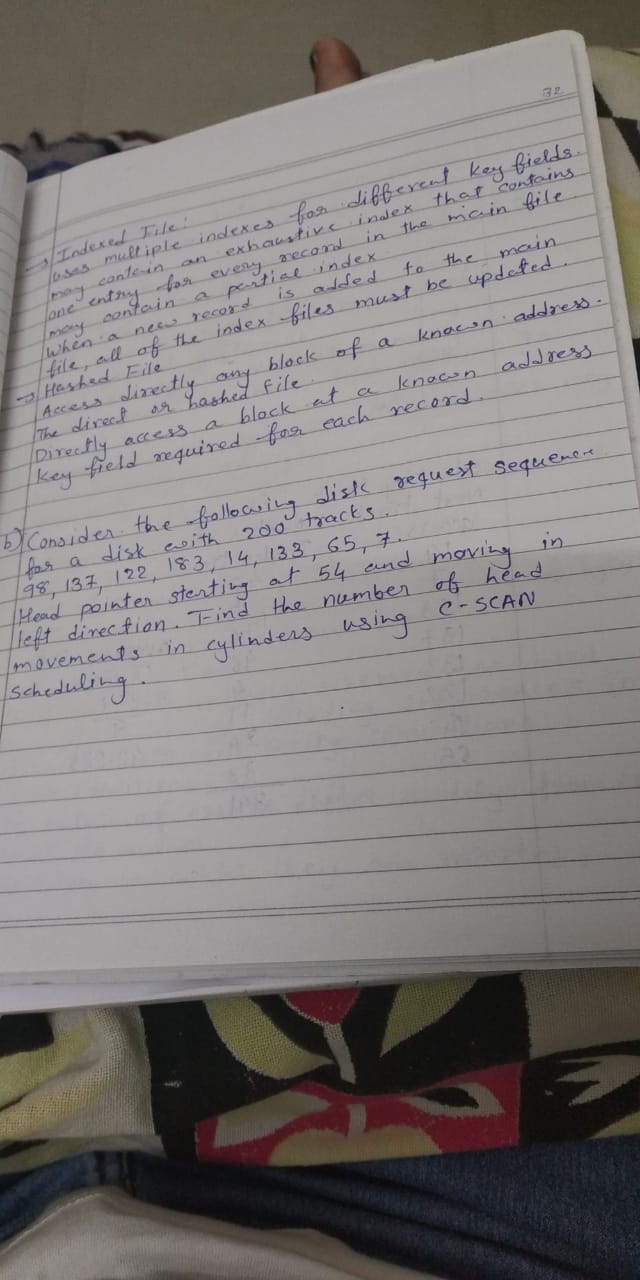 32
→ Indexed File:
uses multiple indexes for different key fields.
may contain an exhaustive index that contains
one entry for every record in the main file
may contain a partial index
When a new record is added to the main
file, all of the index files must be updated.
→ Hashed File
Access directly any block of a known address.
The direct or hashed file.
Directly access a block at a known address
key field required for each record.
b) Consider the following disk request sequence
for a disk with 200 tracks.
98, 137, 122, 183, 14, 133, 65, 7.
Head pointer starting at 54 and moving in
left direction. Find the number of head
movements in cylinders using C-SCAN
scheduling.